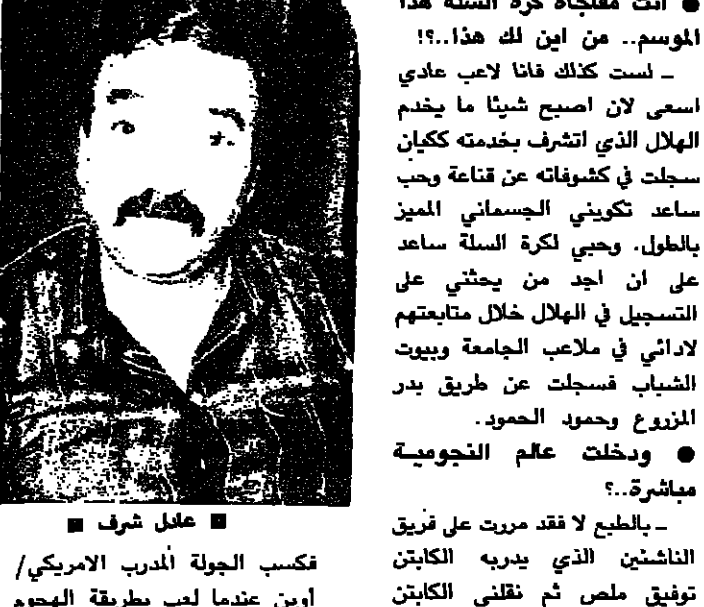 ● انت مفاجأة كرة السلة هذا
الموسم.. من اين لك هذا..؟!
ـ لست كذلك فانا لاعب عادي
اسعى لان اصبح شيئا ما يخدم
الهلال الذي اتشرف بخدمته ككيان
سجلت في كشوفاته عن قناعة وحب
ساعد تكويني الجسماني المميز
بالطول. وحبي لكرة السلة ساعد
على ان اجد من يحثني على
التسجيل في الهلال خلال متابعتهم
لادائي في ملاعب الجامعة وبيوت
الشباب فسجلت عن طريق بدر
المزروع وحمود الحمود.
● ودخلت عالم النجومية
مباشرة..؟
ـ بالطبع لا فقد مررت على فريق
الناشئين الذي يدربه الكابتن
توفيق ملص ثم نقلني الكابتن
■ عادل شرف ■
فكسب الجولة المدرب الامريكي/
أوين عندما لعب بطريقة الهجوم